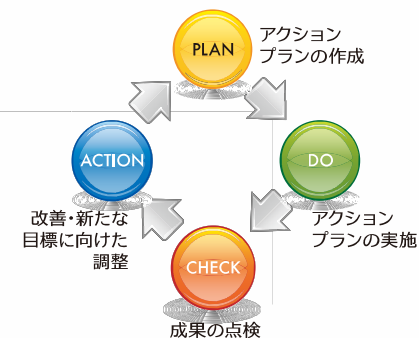 PLAN
アクション
プランの作成
DO
アクション
プランの実施
CHECK
成果の点検
ACTION
改善・新たな
目標に向けた
調整